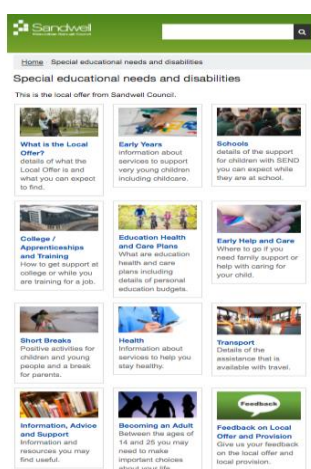 Sandwell
Home Special educational needs and disabilities
Special educational needs and disabilities
This is the local offer from Sandwell Council.
What is the Local
Offer?
details of what the
Local Offer is and
what you can expect
to find.
Early Years
information about
services to support
very young children
including childcare.
Schools
details of the support
for children with SEND
you can expect while
they are at school.
College /
Apprenticeships
and Training
How to get support at
college or while you
are training for a job.
Education Health
and Care Plans
What are education
health and care
plans including
details of personal
education budgets.
Early Help and Care
Where to go if you
need family support or
help with caring for
your child.
Short Breaks
Positive activities for
children and young
people and a break
for parents.
Health
Information about
services to help you
stay healthy.
Transport
Details of the
assistance that is
available with travel.
Information, Advice
and Support
Information and
resources you may
find useful.
Becoming an Adult
Between the ages of
14 and 25 you may
need to make
important choices
about your life
Feedback
Feedback on Local
Offer and Provision
Give us your feedback
on the local offer and
local provision.